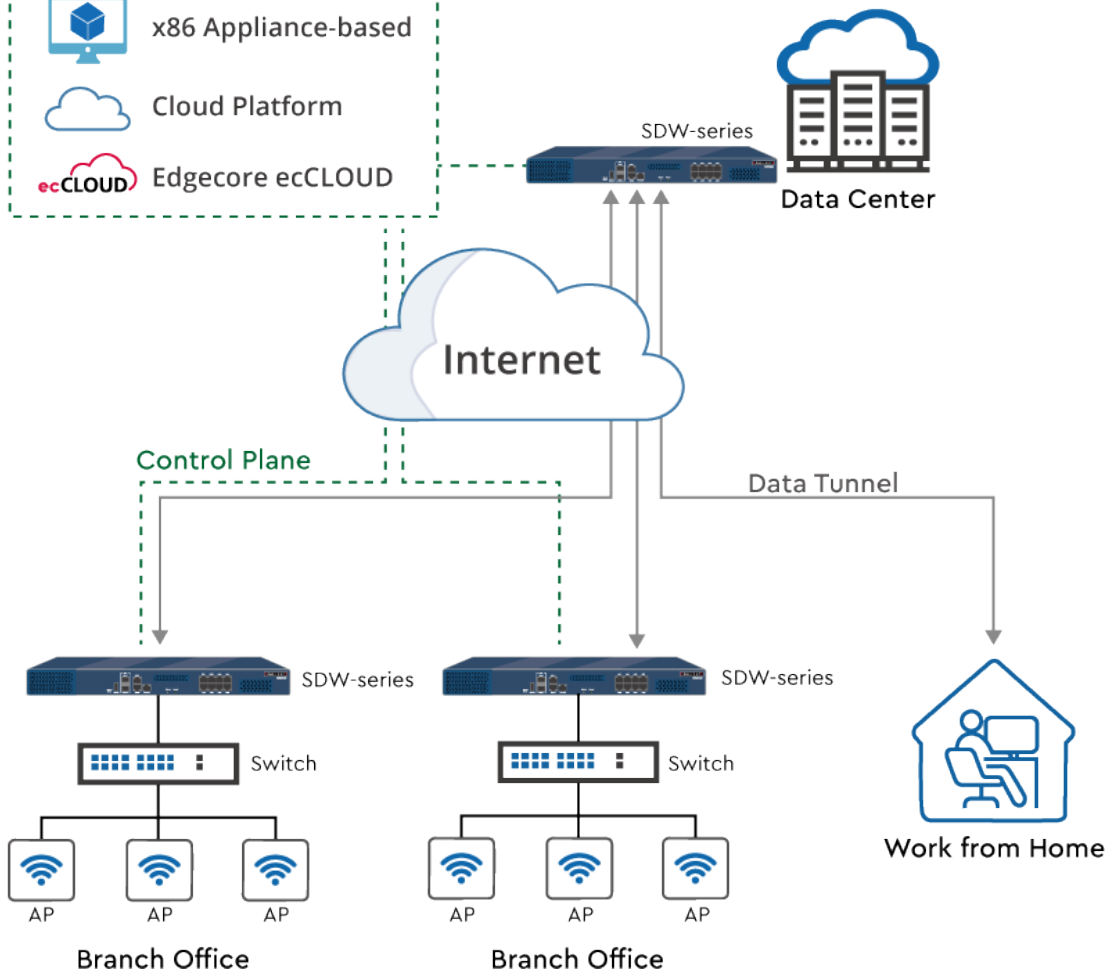 x86 Appliance-based
Cloud Platform
ecCLOUD Edgecore ecCLOUD
SDW-series
Data Center
Internet
Control Plane
Data Tunnel
SDW-series
SDW-series
Switch
Switch
Work from Home
AP
AP
AP
AP
AP
AP
Branch Office
Branch Office